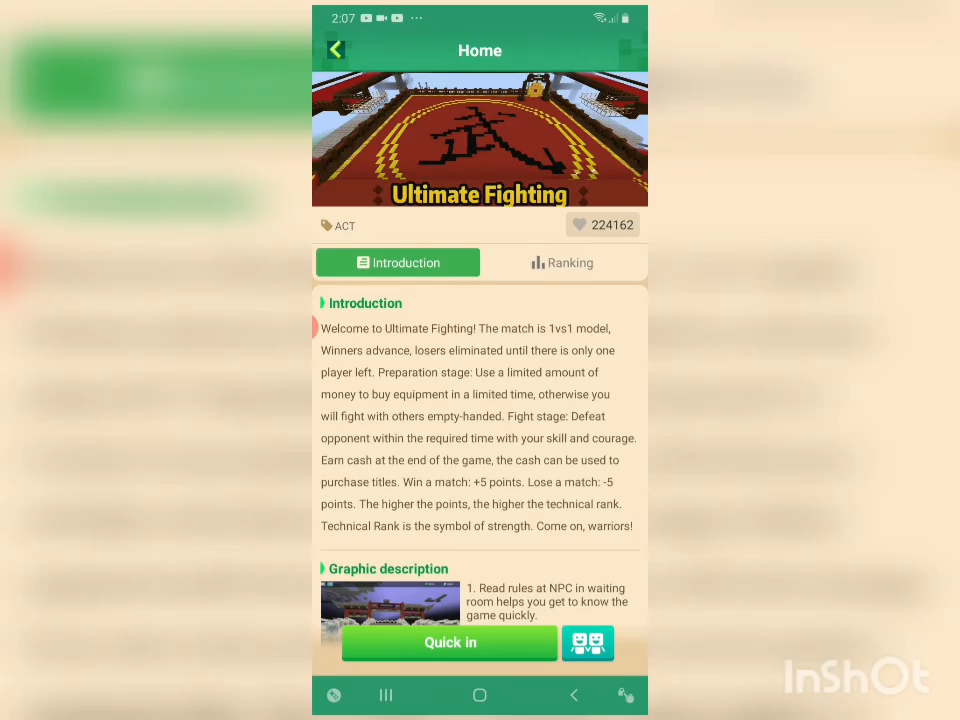 2:07
Home
武
Ultimate Fighting
ACT
224162
Introduction
Ranking
Introduction
Welcome to Ultimate Fighting! The match is 1vs1 model,
Winners advance, losers eliminated until there is only one
player left. Preparation stage: Use a limited amount of
money to buy equipment in a limited time, otherwise you
will fight with others empty-handed. Fight stage: Defeat
opponent within the required time with your skill and courage.
Earn cash at the end of the game, the cash can be used to
purchase titles. Win a match: +5 points. Lose a match: -5
points. The higher the points, the higher the technical rank.
Technical Rank is the symbol of strength. Come on, warriors!
Graphic description
1. Read rules at NPC in waiting
room helps you get to know the
game quickly.
Quick in
InShOt